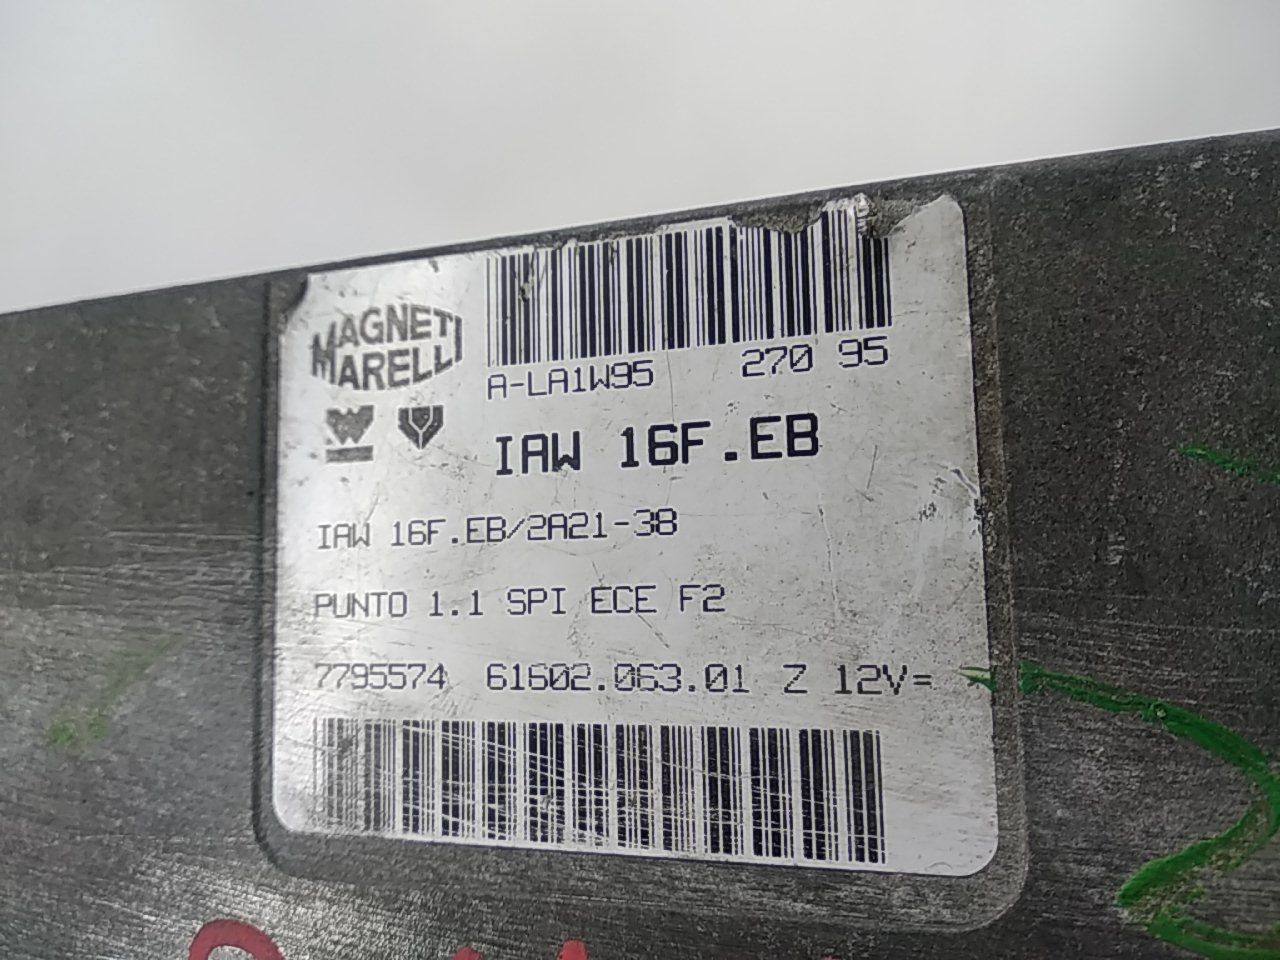 MAGNETI
MARELLI
A-LA1W95 270 95
IAW 16F.EB
IAW 16F.EB/2A21-38
PUNTO 1.1 SPI ECE F2
7795574 61602.063.01 Z 12V=